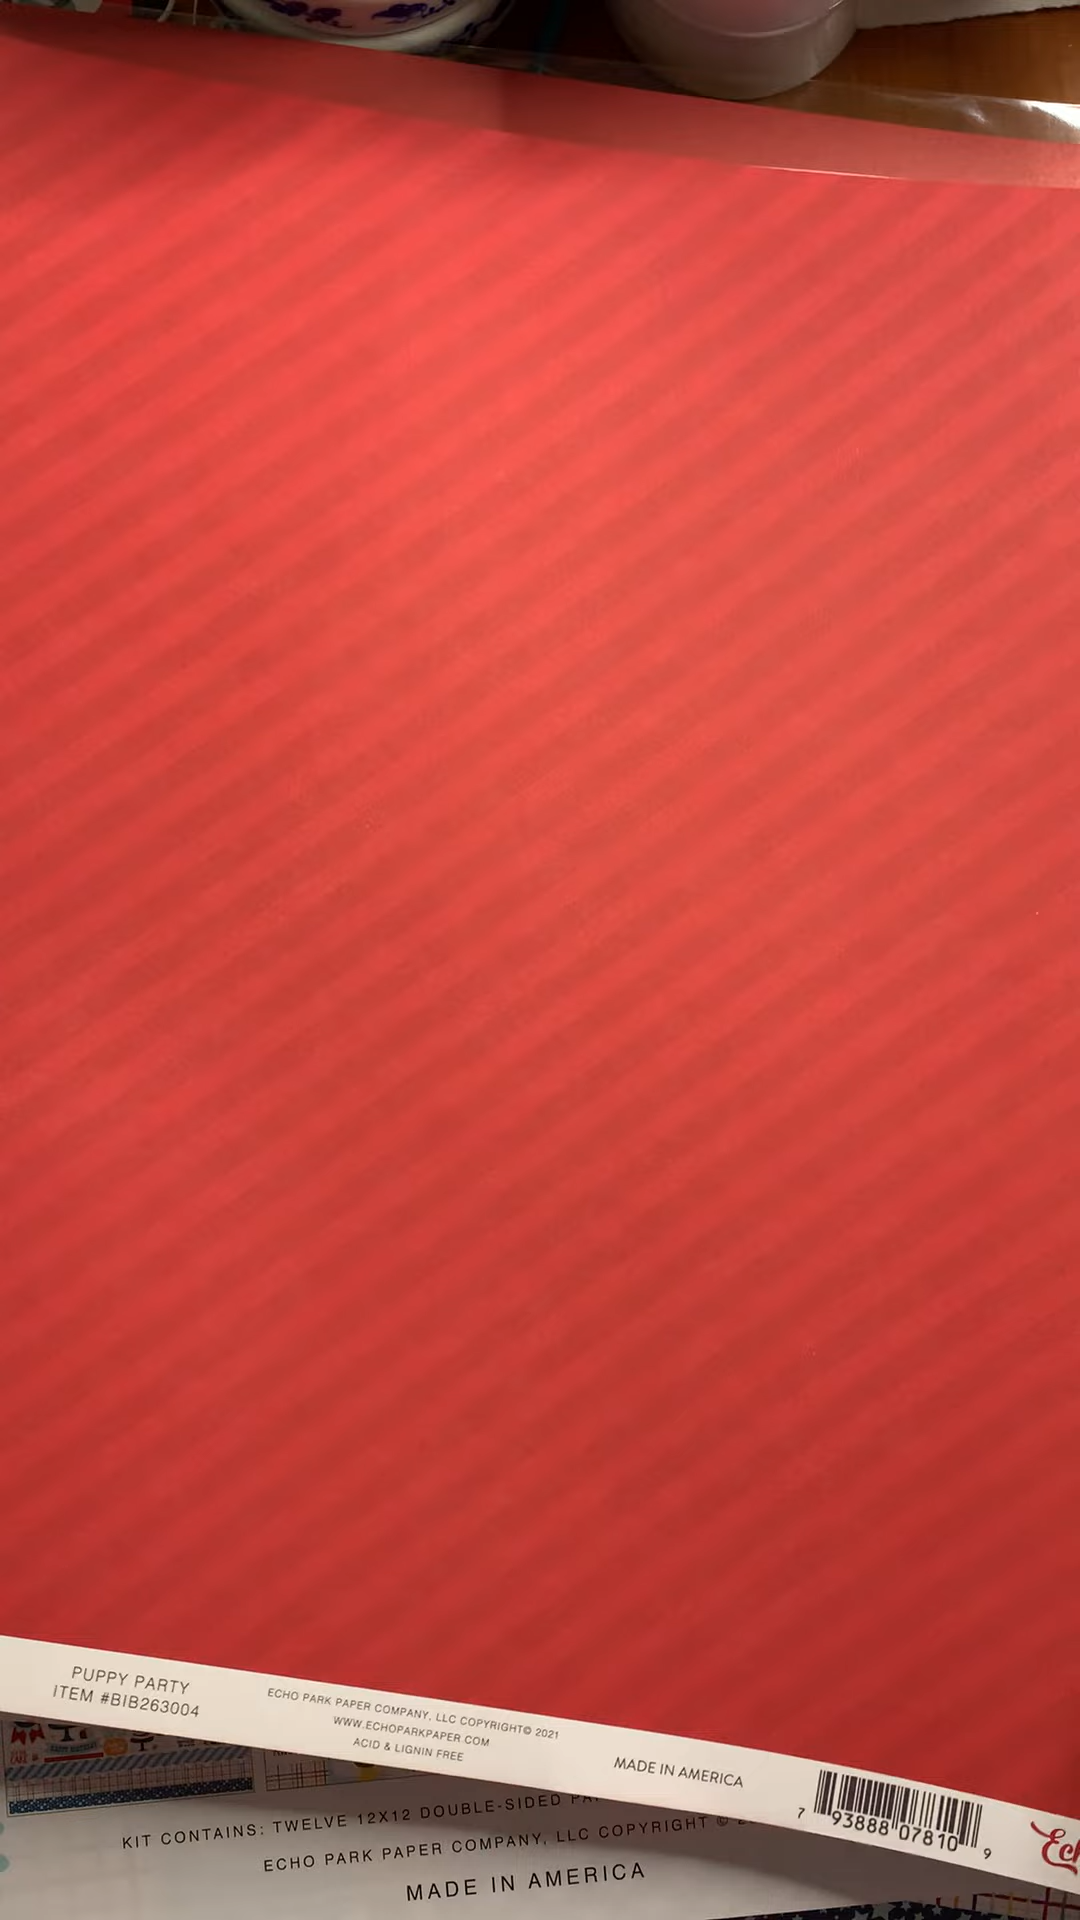 PUPPY PARTY
ITEM #BIB263004
ECHO PARK PAPER COMPANY, LLC COPYRIGHT© 2021
WWW.ECHOPARKPAPER.COM
ACID & LIGNIN FREE
MADE IN AMERICA
7 93888 07810 9
Ech
KIT CONTAINS: TWELVE 12X12 DOUBLE-SIDED
ECHO PARK PAPER COMPANY, LLC COPYRIGHT ©
MADE IN AMERICA